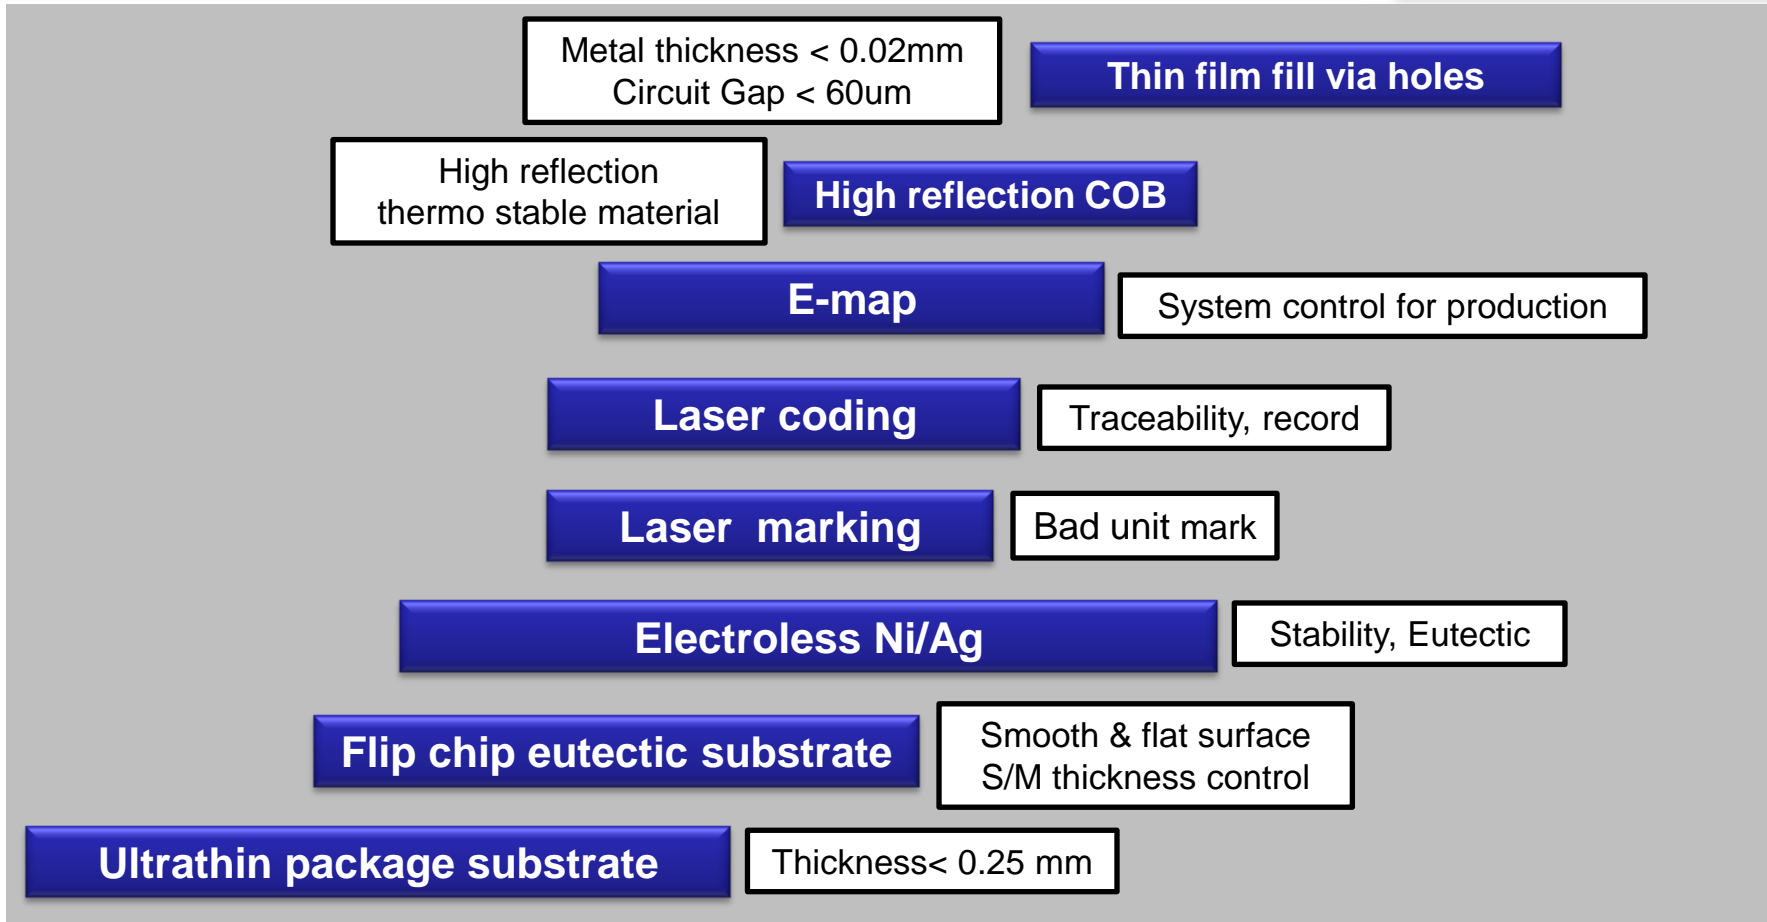 Metal thickness < 0.02mm
Circuit Gap < 60um
Thin film fill via holes
High reflection
thermo stable material
High reflection COB
E-map
System control for production
Laser coding
Traceability, record
Laser  marking
Bad unit mark
Electroless Ni/Ag
Stability, Eutectic
Flip chip eutectic substrate
Smooth & flat surface
S/M thickness control
Ultrathin package substrate
Thickness< 0.25 mm